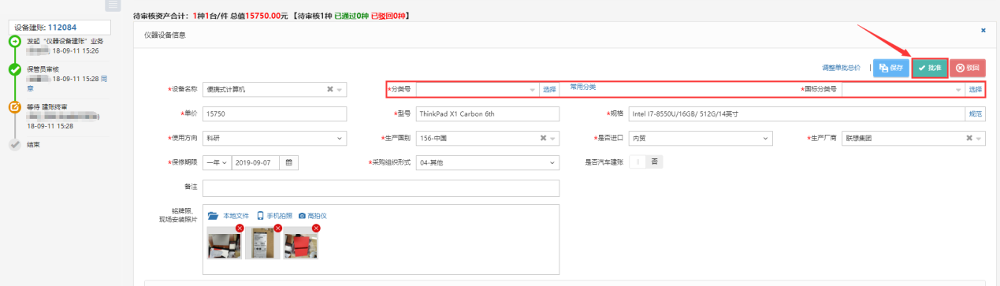 设备建账: 112084
发起"仪器设备建账"业务
, 18-09-11 15:26
保管员审核
, 18-09-11 15:28 同
意
等待 建账终审
)
18-09-11 15:28
结束
待审核资产合计：1种1台/件 总值15750.00元 【待审核1种 已通过0种 已驳回0种】
仪器设备信息
调整单批总价 | 保存 批准 驳回
*设备名称 便携式计算机 *分类号 选择 常用分类 *国标分类号 选择
*单价 15750 *型号 ThinkPad X1 Carbon 6th *规格 Intel I7-8550U/16GB/ 512G/14英寸 规范
*使用方向 科研 *生产国别 156-中国 *是否进口 内贸 *生产厂商 联想集团
*保修期限 一年 2019-09-07 *采购组织形式 04-其他 是否汽车建账 否
备注
铭牌照、
现场安装照片
本地文件 手机拍照 高拍仪